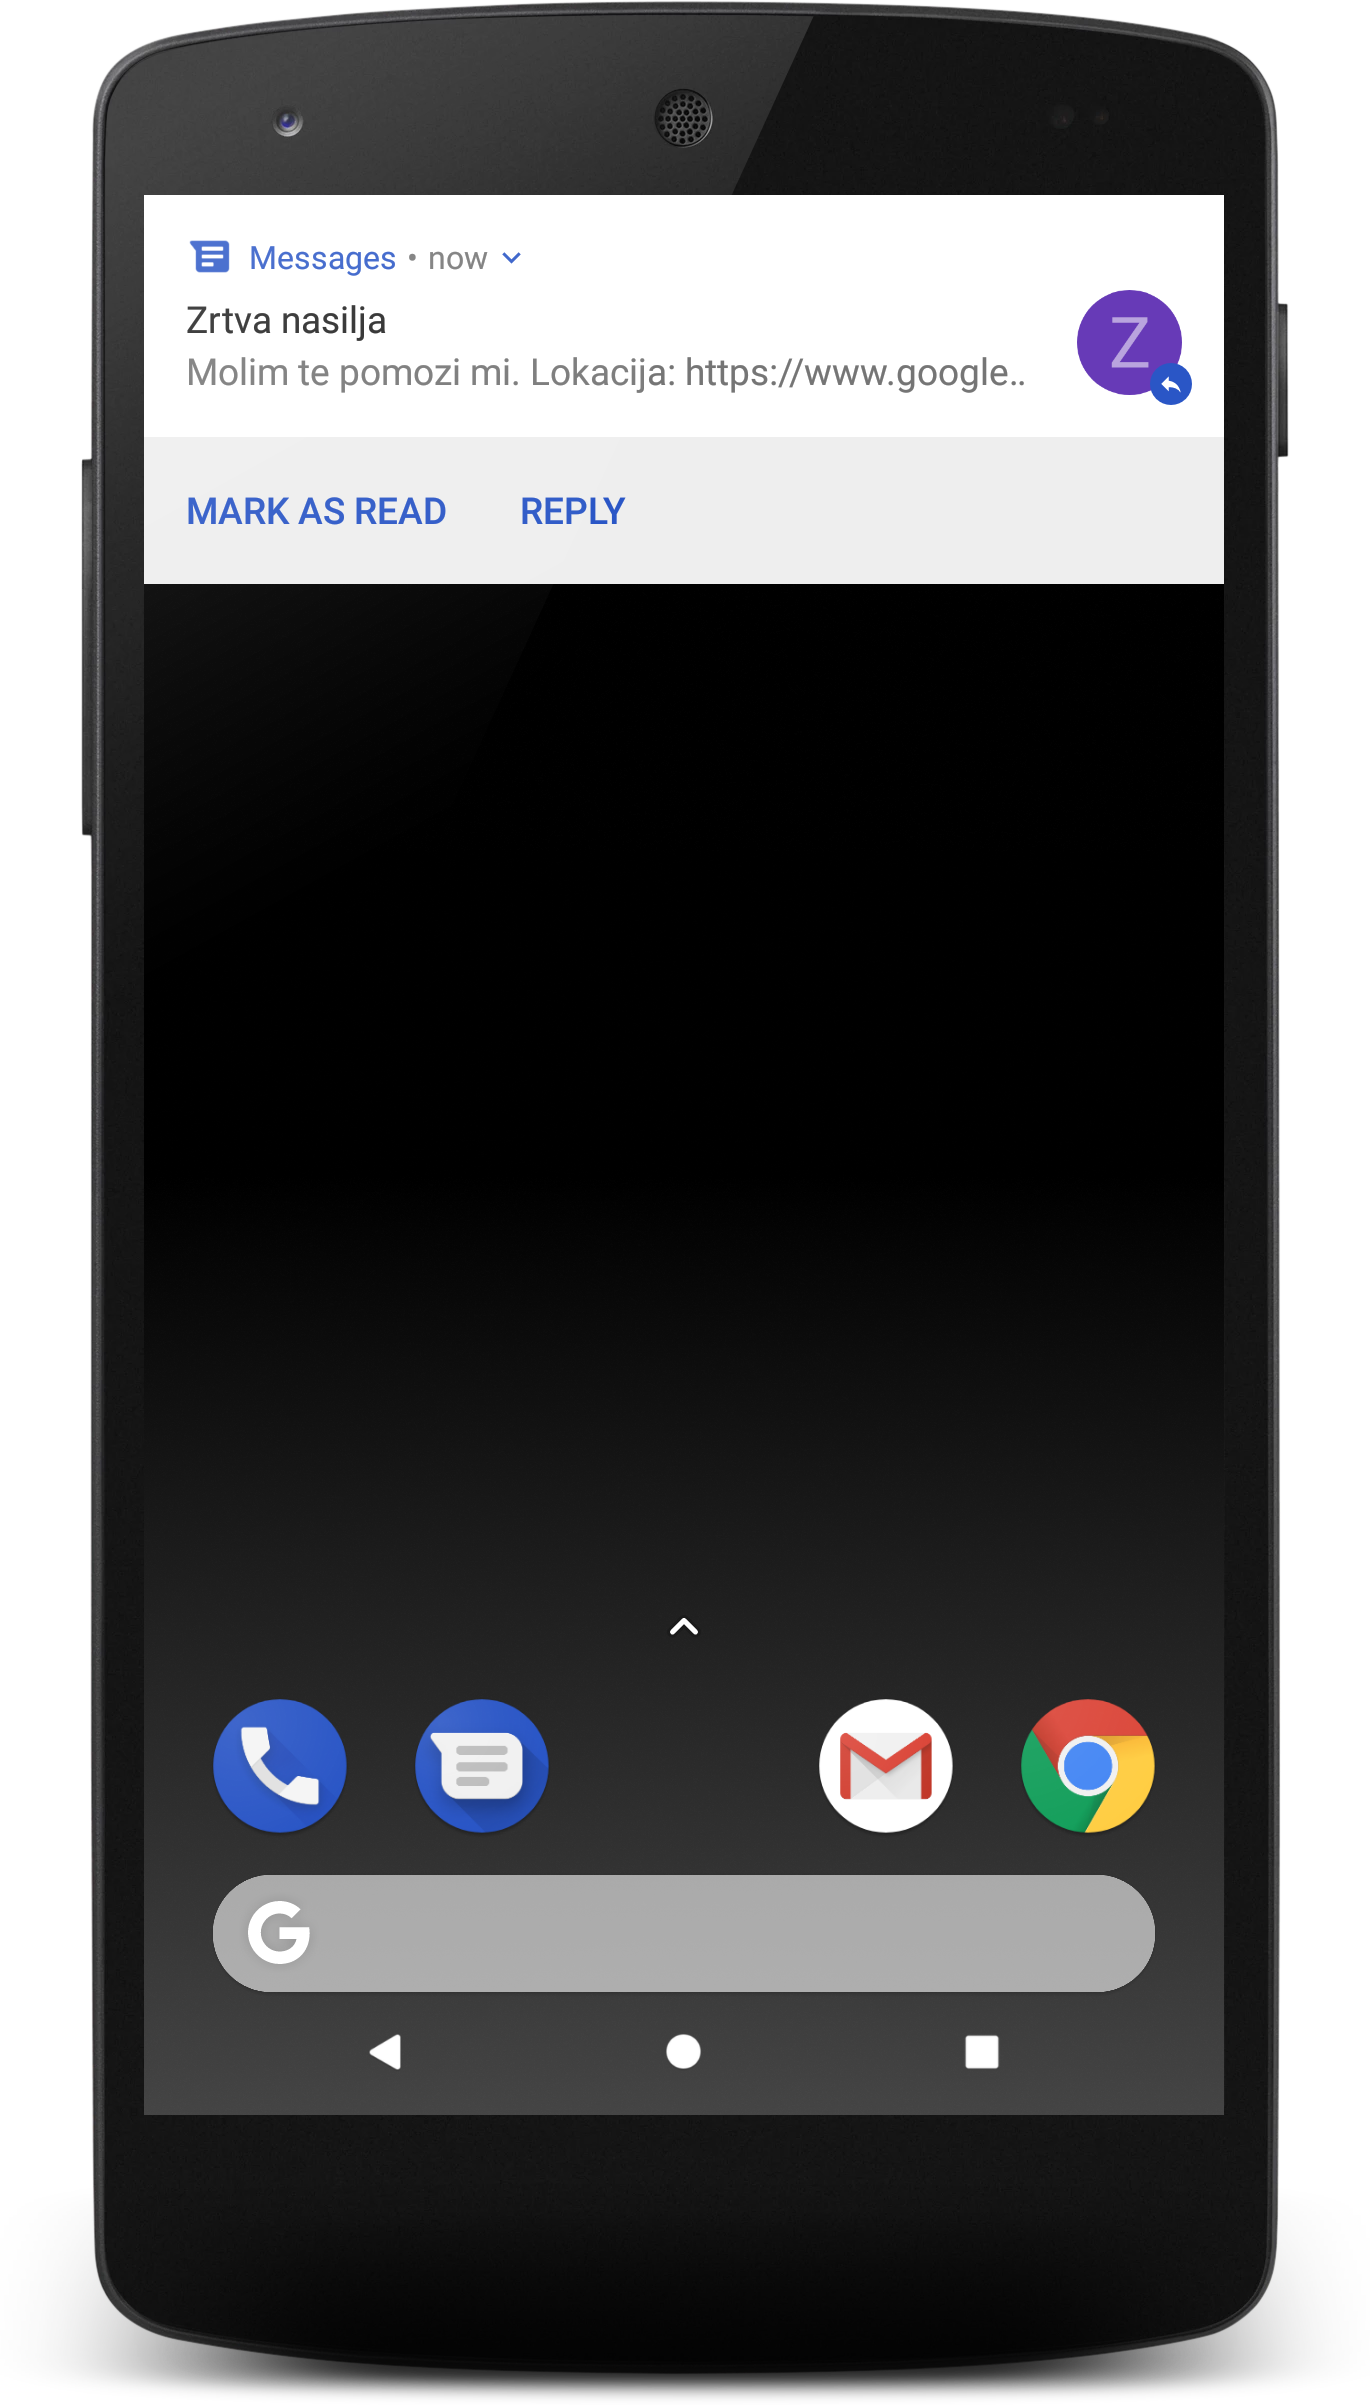 Messages • now
Zrtva nasilja
Z
Molim te pomozi mi. Lokacija: https://www.google..
MARK AS READ REPLY
G